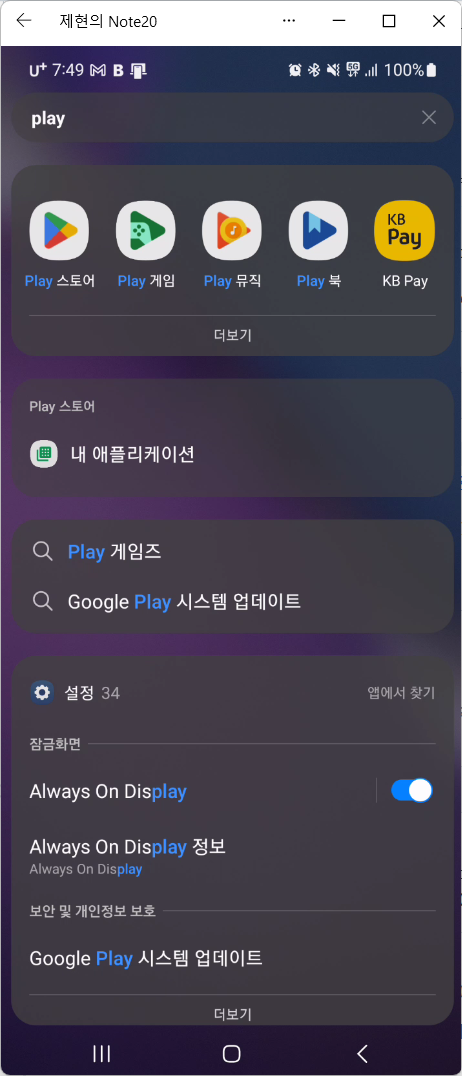 제현의 Note20
U+ 7:49 B 5G 100%
play
Play 스토어 Play 게임 Play 뮤직 Play 북 KB Pay KB Pay
더보기
Play 스토어
내 애플리케이션
Play 게임즈
Google Play 시스템 업데이트
설정 34 앱에서 찾기
잠금화면
Always On Display
Always On Display 정보
Always On Display
보안 및 개인정보 보호
Google Play 시스템 업데이트
더보기